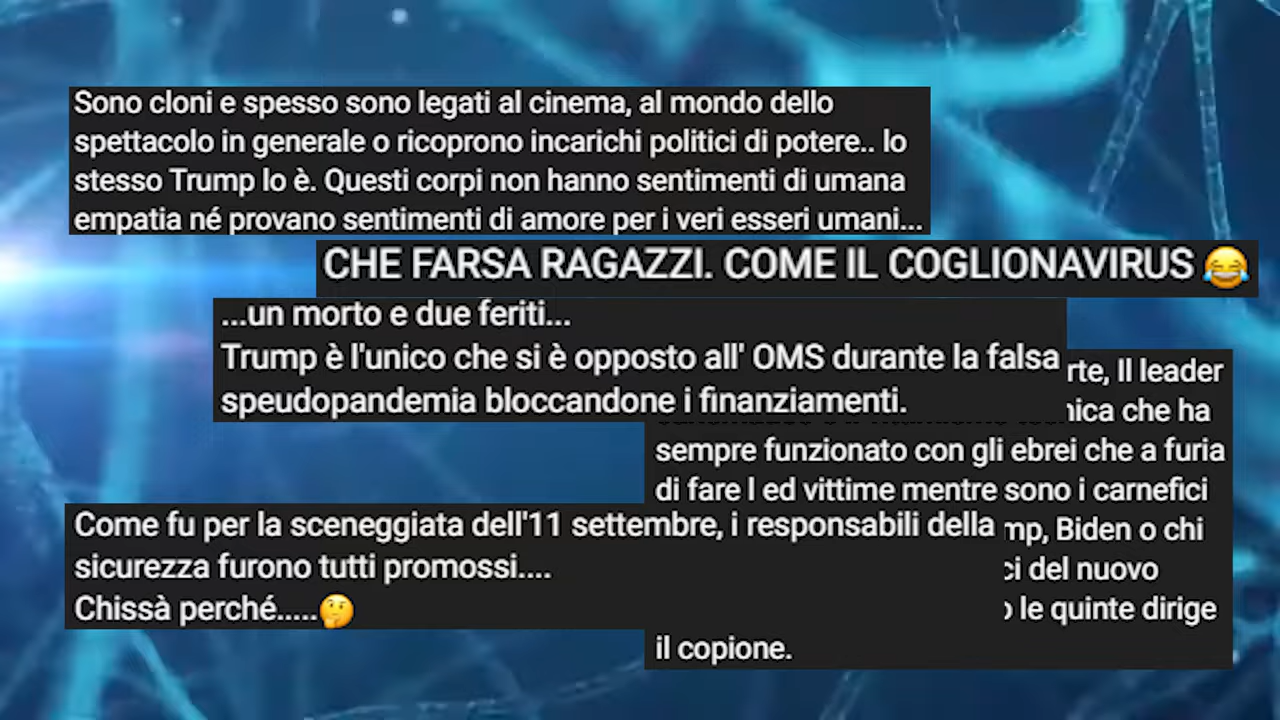 Sono cloni e spesso sono legati al cinema, al mondo dello
spettacolo in generale o ricoprono incarichi politici di potere.. lo
stesso Trump lo è. Questi corpi non hanno sentimenti di umana
empatia né provano sentimenti di amore per i veri esseri umani...
CHE FARSA RAGAZZI. COME IL COGLIONAVIRUS 😂
...un morto e due feriti...
Trump è l'unico che si è opposto all' OMS durante la falsa
speudopandemia bloccandone i finanziamenti.
Il leader
che ha
sempre funzionato con gli ebrei che a furia
di fare l ed vittime mentre sono i carnefici
Biden o chi
del nuovo
le quinte dirige
il copione.
Come fu per la sceneggiata dell'11 settembre, i responsabili della
sicurezza furono tutti promossi....
Chissà perché.....🤔